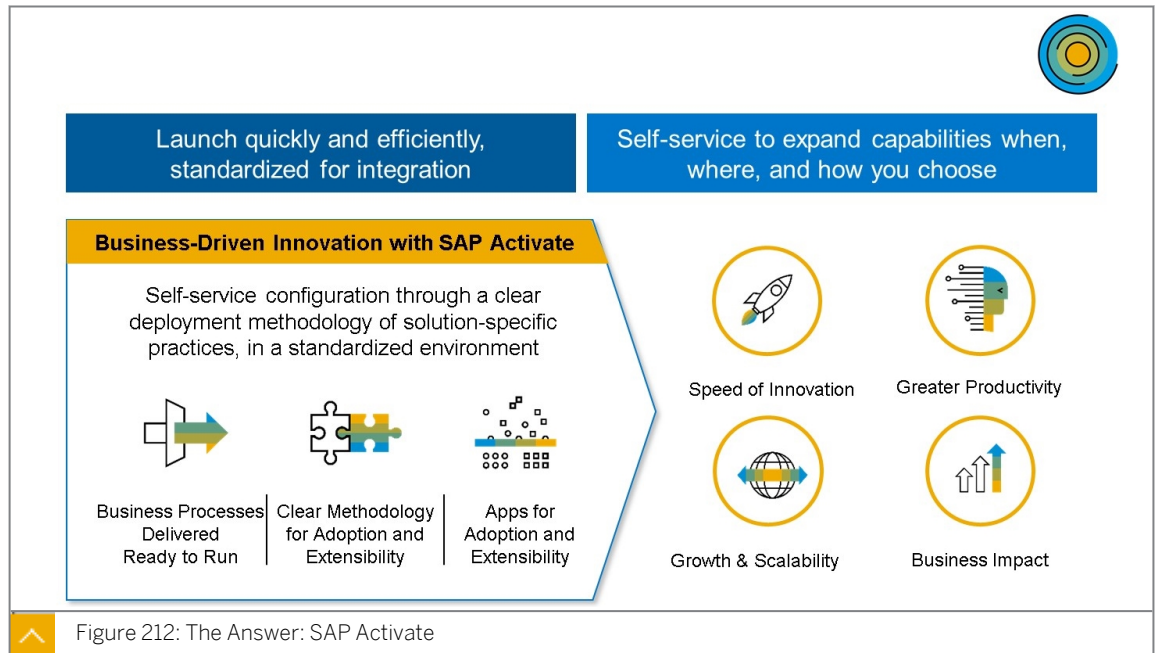 Launch quickly and efficiently,
standardized for integration
Self-service to expand capabilities when,
where, and how you choose
Business-Driven Innovation with SAP Activate
Self-service configuration through a clear
deployment methodology of solution-specific
practices, in a standardized environment
Business Processes
Delivered
Ready to Run
Clear Methodology
for Adoption and
Extensibility
Apps for
Adoption and
Extensibility
Speed of Innovation
Greater Productivity
Growth & Scalability
Business Impact
Figure 212: The Answer: SAP Activate